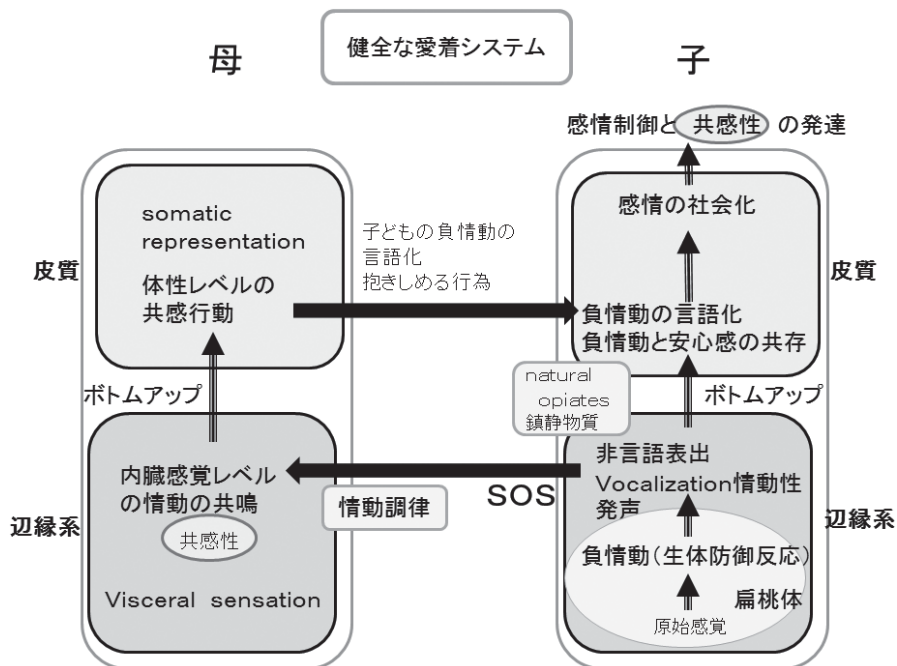 健全な愛着システム
母
子
感情制御と 共感性 の発達
皮質
somatic
representation
体性レベルの
共感行動
子どもの負情動の
言語化
抱きしめる行為
感情の社会化
負情動の言語化
負情動と安心感の共存
皮質
ボトムアップ
natural
opiates
鎮静物質
ボトムアップ
辺縁系
内臓感覚レベル
の情動の共鳴
共感性
Visceral sensation
情動調律
SOS
非言語表出
Vocalization情動性
発声
負情動（生体防御反応）
扁桃体
原始感覚
辺縁系